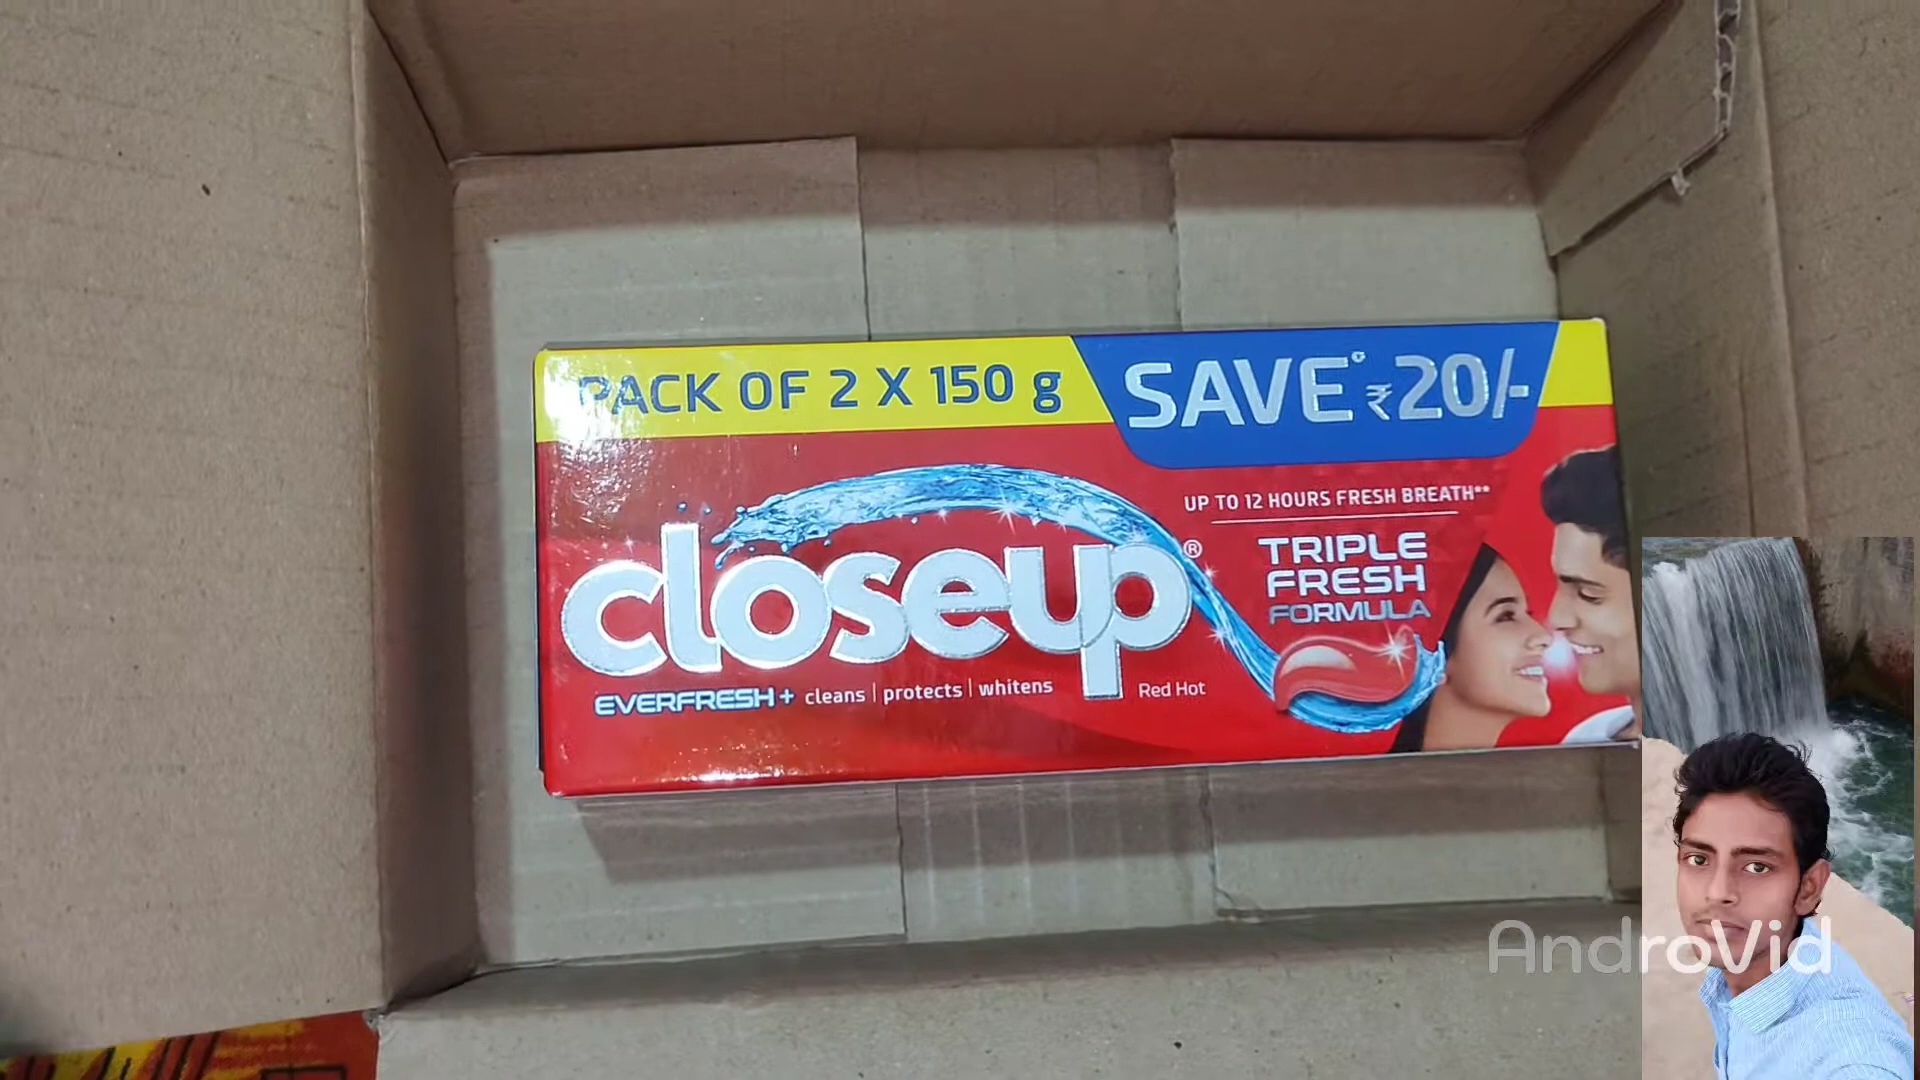 PACK OF 2 X 150 g
SAVE* ₹20/-
UP TO 12 HOURS FRESH BREATH**
TRIPLE
FRESH
FORMULA
closeup®
EVERFRESH+ cleans | protects | whitens
Red Hot
AndroVid